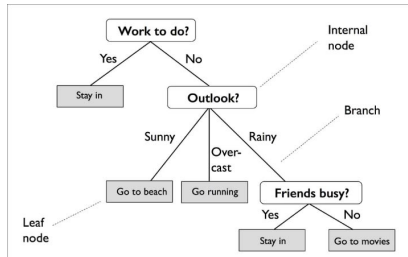 Work to do?
Internal
node
Yes
No
Stay in
Outlook?
Branch
Sunny
Over-
cast
Rainy
Go to beach
Go running
Friends busy?
Leaf
node
Yes
No
Stay in
Go to movies